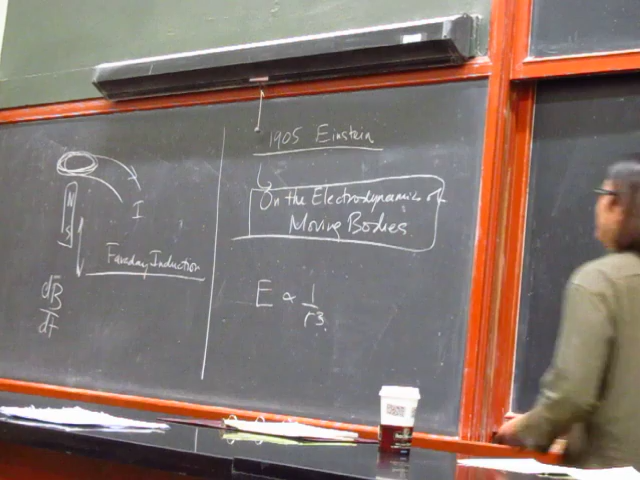 I
N
S
Faraday Induction
dB
dt
1905 Einstein
On the Electrodynamics of
Moving Bodies
E ∝ 1
r3